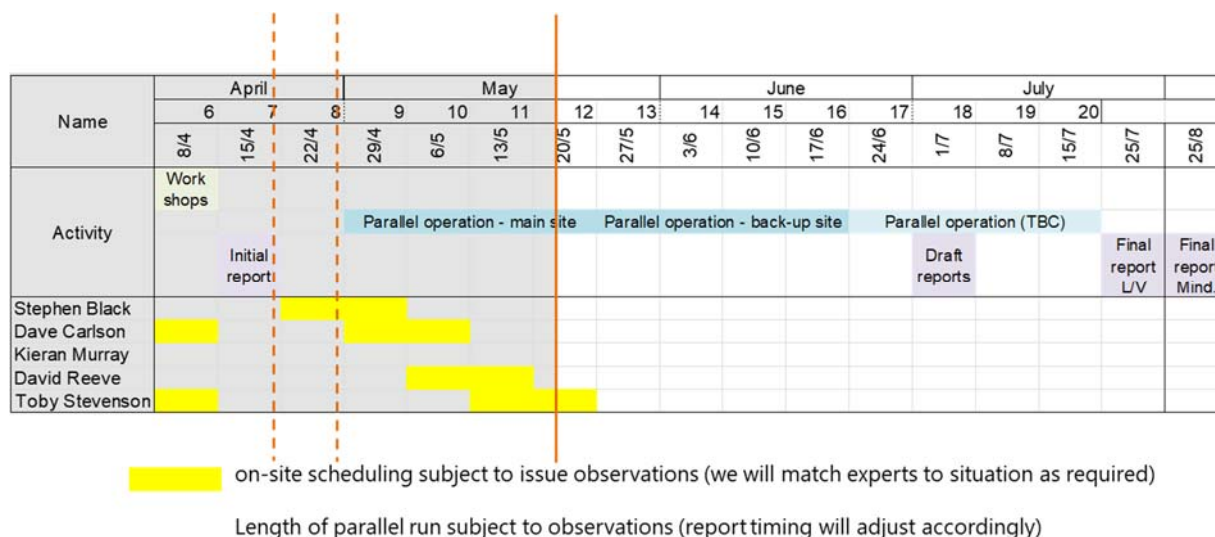 Name April May June July
6 7 8 9 10 11 12 13 14 15 16 17 18 19 20
8/4 15/4 22/4 29/4 6/5 13/5 20/5 27/5 3/6 10/6 17/6 24/6 1/7 8/7 15/7 25/7 25/8
Activity
Work
shops
Parallel operation - main site Parallel operation - back-up site Parallel operation (TBC)
Initial
report
Draft
reports
Final
report
L/V
Final
report
Mind.
Stephen Black
Dave Carlson
Kieran Murray
David Reeve
Toby Stevenson
on-site scheduling subject to issue observations (we will match experts to situation as required)
Length of parallel run subject to observations (report timing will adjust accordingly)